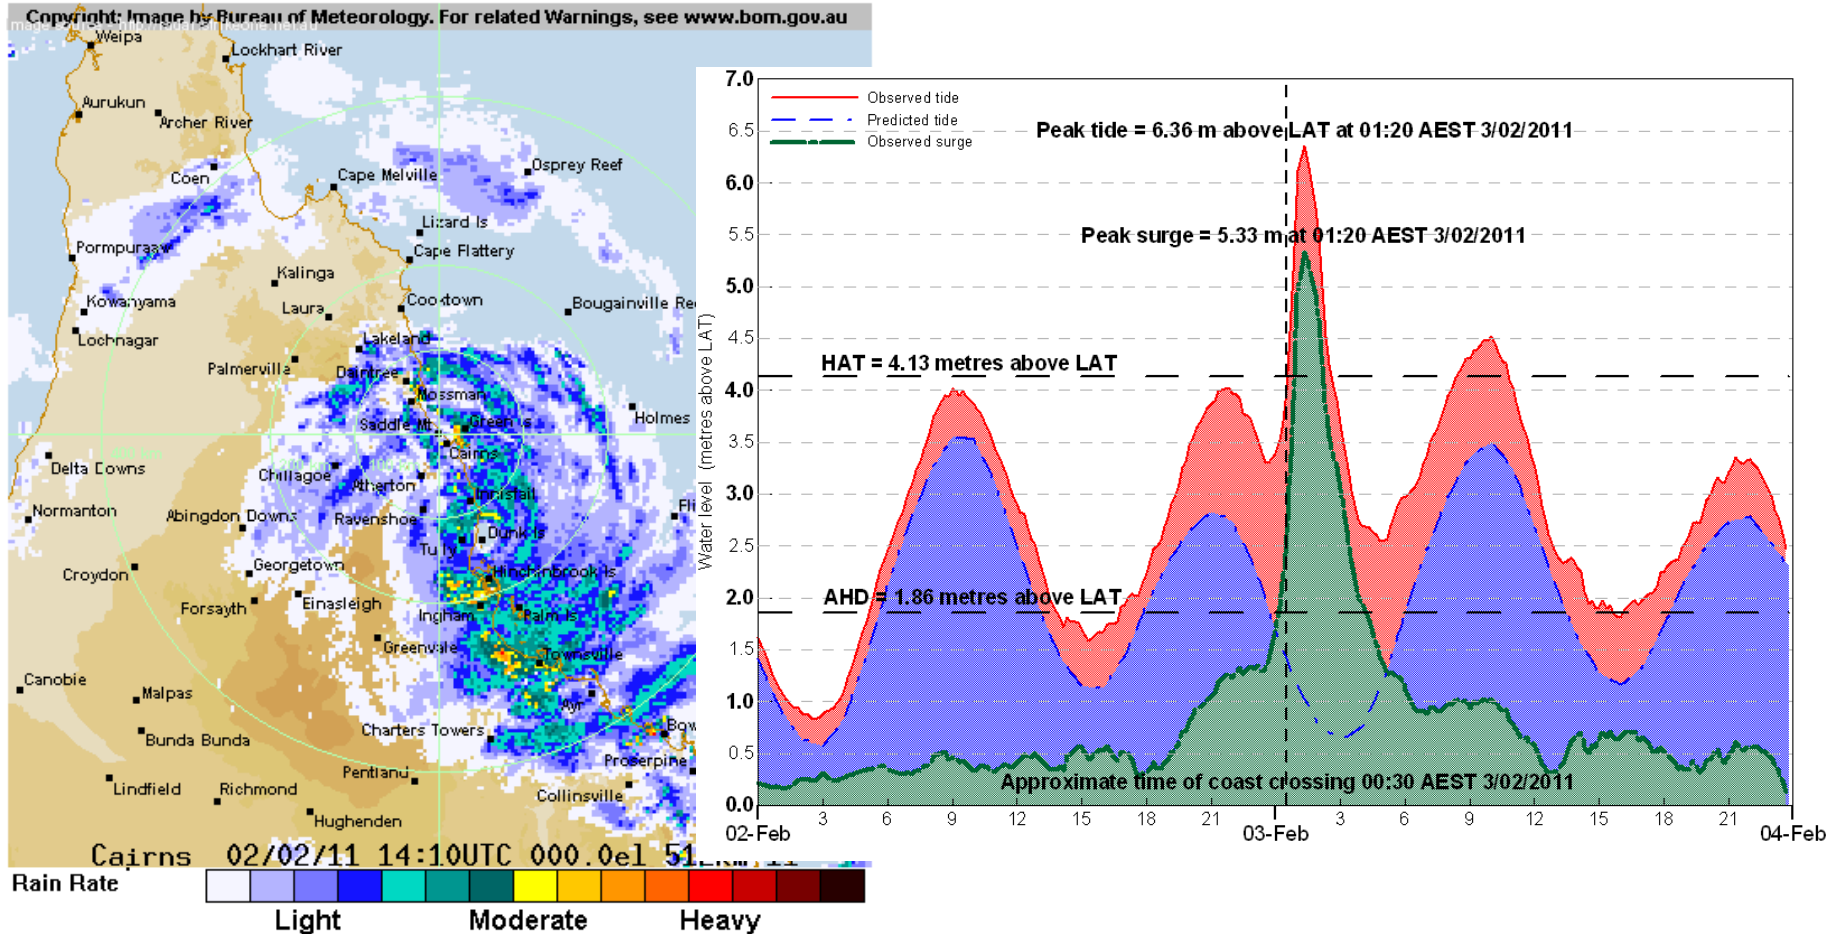 Copyright: Image by Bureau of Meteorology. For related Warnings, see www.bom.gov.au
Weipa
Lockhart River
Aurukun
Archer River
Coen
Cape Melville
Osprey Reef
Lizard Is
Pormpuraaw
Cape Flattery
Kalinga
Kowanyama
Laura
Cooktown
Bougainville Re
Lochnagar
Lakeland
Palmerville
Daintree
Mossman
Holmes
Saddle Mt
Green Is
Cairns
Delta Downs
Chillagoe
Atherton
Innisfail
Normanton
Abingdon Downs
Ravenshoe
Fli
Dunk Is
Tully
Georgetown
Hinchinbrook Is
Croydon
Forsayth
Einasleigh
Ingham
Palm Is
Greenvale
Townsville
Canobie
Malpas
Ayr
Charters Towers
Bow
Bunda Bunda
Proserpine
Pentland
Lindfield
Richmond
Collinsville
Hughenden
Cairns 02/02/11 14:10UTC 000.0el
Rain Rate
Light Moderate Heavy
7.0
6.5
6.0
5.5
5.0
4.5
4.0
3.5
3.0
2.5
2.0
1.5
1.0
0.5
0.0
Water level (metres above LAT)
Observed tide
Predicted tide
Observed surge
Peak tide = 6.36 m above LAT at 01:20 AEST 3/02/2011
Peak surge = 5.33 m at 01:20 AEST 3/02/2011
HAT = 4.13 metres above LAT
AHD = 1.86 metres above LAT
Approximate time of coast crossing 00:30 AEST 3/02/2011
3 6 9 12 15 18 21 3 6 9 12 15 18 21
02-Feb 03-Feb 04-Feb